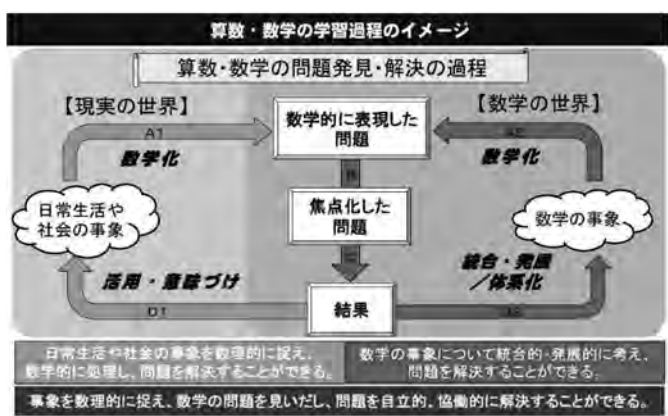 算数・数学の学習過程のイメージ
算数・数学の問題発見・解決の過程
【現実の世界】
【数学の世界】
A1
数学的に表現した
問題
数学化
数学化
日常生活や
社会の事象
焦点化した
問題
数学の事象
活用・意味づけ
統合・発展
／体系化
D1
結果
日常生活や社会の事象を数理的に捉え、
数学的に処理し、問題を解決することができる。
数学の事象について統合的・発展的に考え、
問題を解決することができる。
事象を数理的に捉え、数学の問題を見いだし、問題を自立的、協働的に解決することができる。